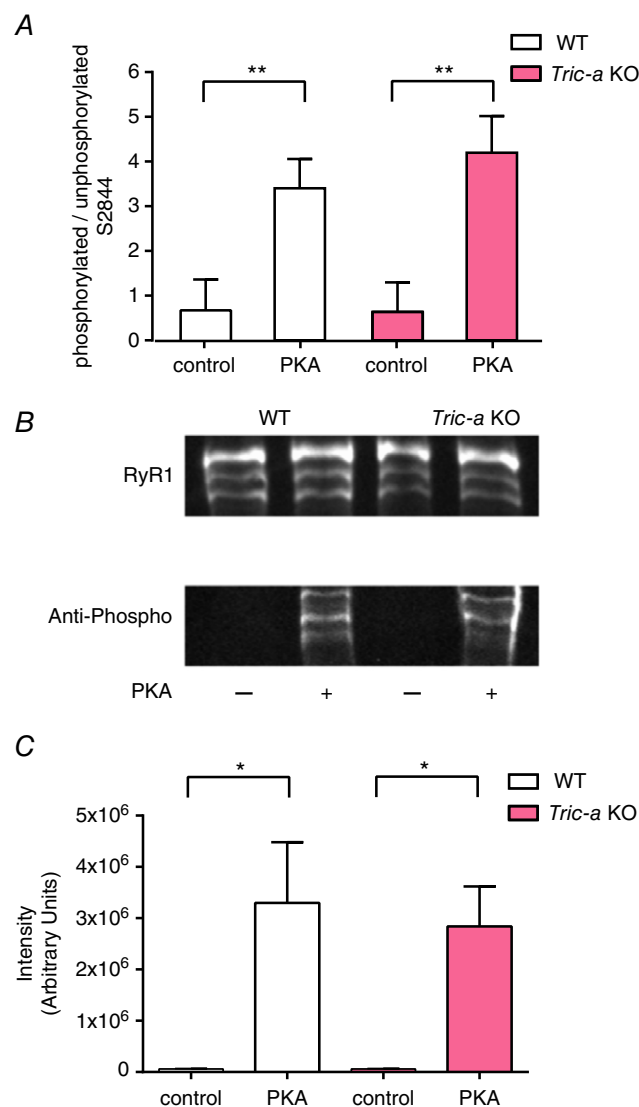 A
WT
Tric-a KO
** **
phosphorylated / unphosphorylated
S2844
6
5
4
3
2
1
0
control PKA control PKA
B
WT Tric-a KO
RyR1
Anti-Phospho
PKA – + – +
C
WT
Tric-a KO
* *
Intensity
(Arbitrary Units)
5x10⁶
4x10⁶
3x10⁶
2x10⁶
1x10⁶
0
control PKA control PKA